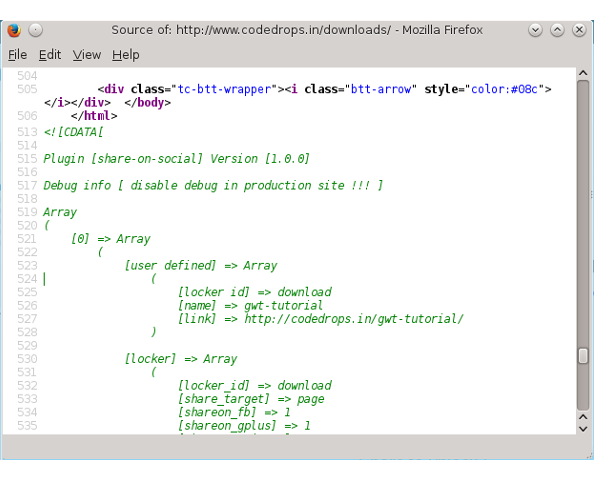 Source of: http://www.codedrops.in/downloads/ - Mozilla Firefox
File Edit View Help
504
505 <div class="tc-btt-wrapper"><i class="btt-arrow" style="color:#08c">
</i></div> </body>
506 </html>
513 <![CDATA[
514
515 Plugin [share-on-social] Version [1.0.0]
516
517 Debug info [ disable debug in production site !!! ]
518
519 Array
520 (
521 [0] => Array
522 (
523 [user defined] => Array
524 (
525 [locker id] => download
526 [name] => gwt-tutorial
527 [link] => http://codedrops.in/gwt-tutorial/
528 )
529
530 [locker] => Array
531 (
532 [locker_id] => download
533 [share_target] => page
534 [shareon_fb] => 1
535 [shareon_gplus] => 1